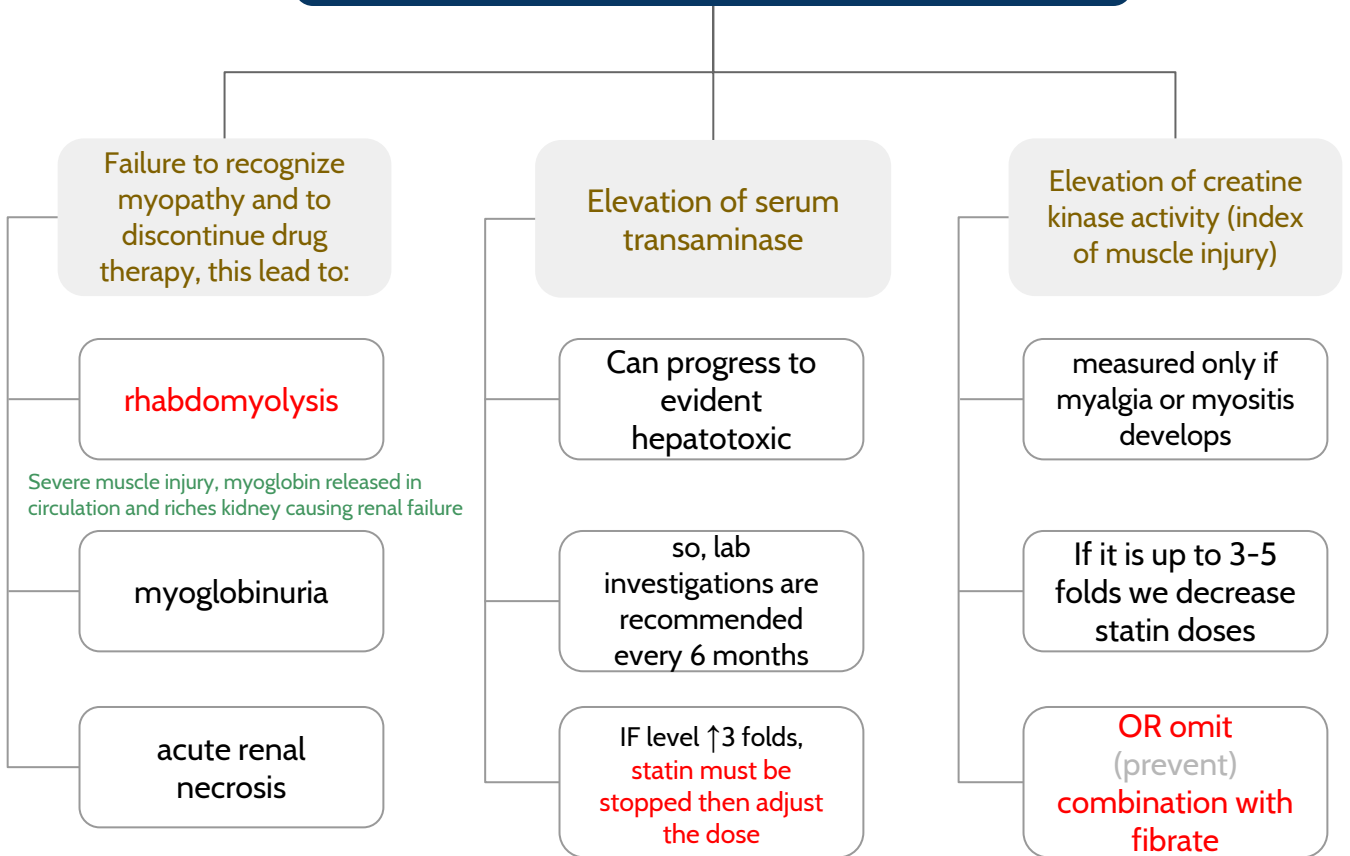 Failure to recognize
myopathy and to
discontinue drug
therapy, this lead to:
rhabdomyolysis
Severe muscle injury, myoglobin released in
circulation and riches kidney causing renal failure
myoglobinuria
acute renal
necrosis
Elevation of serum
transaminase
Can progress to
evident
hepatotoxic
so, lab
investigations are
recommended
every 6 months
IF level ↑3 folds,
statin must be
stopped then adjust
the dose
Elevation of creatine
kinase activity (index
of muscle injury)
measured only if
myalgia or myositis
develops
If it is up to 3-5
folds we decrease
statin doses
OR omit
(prevent)
combination with
fibrate